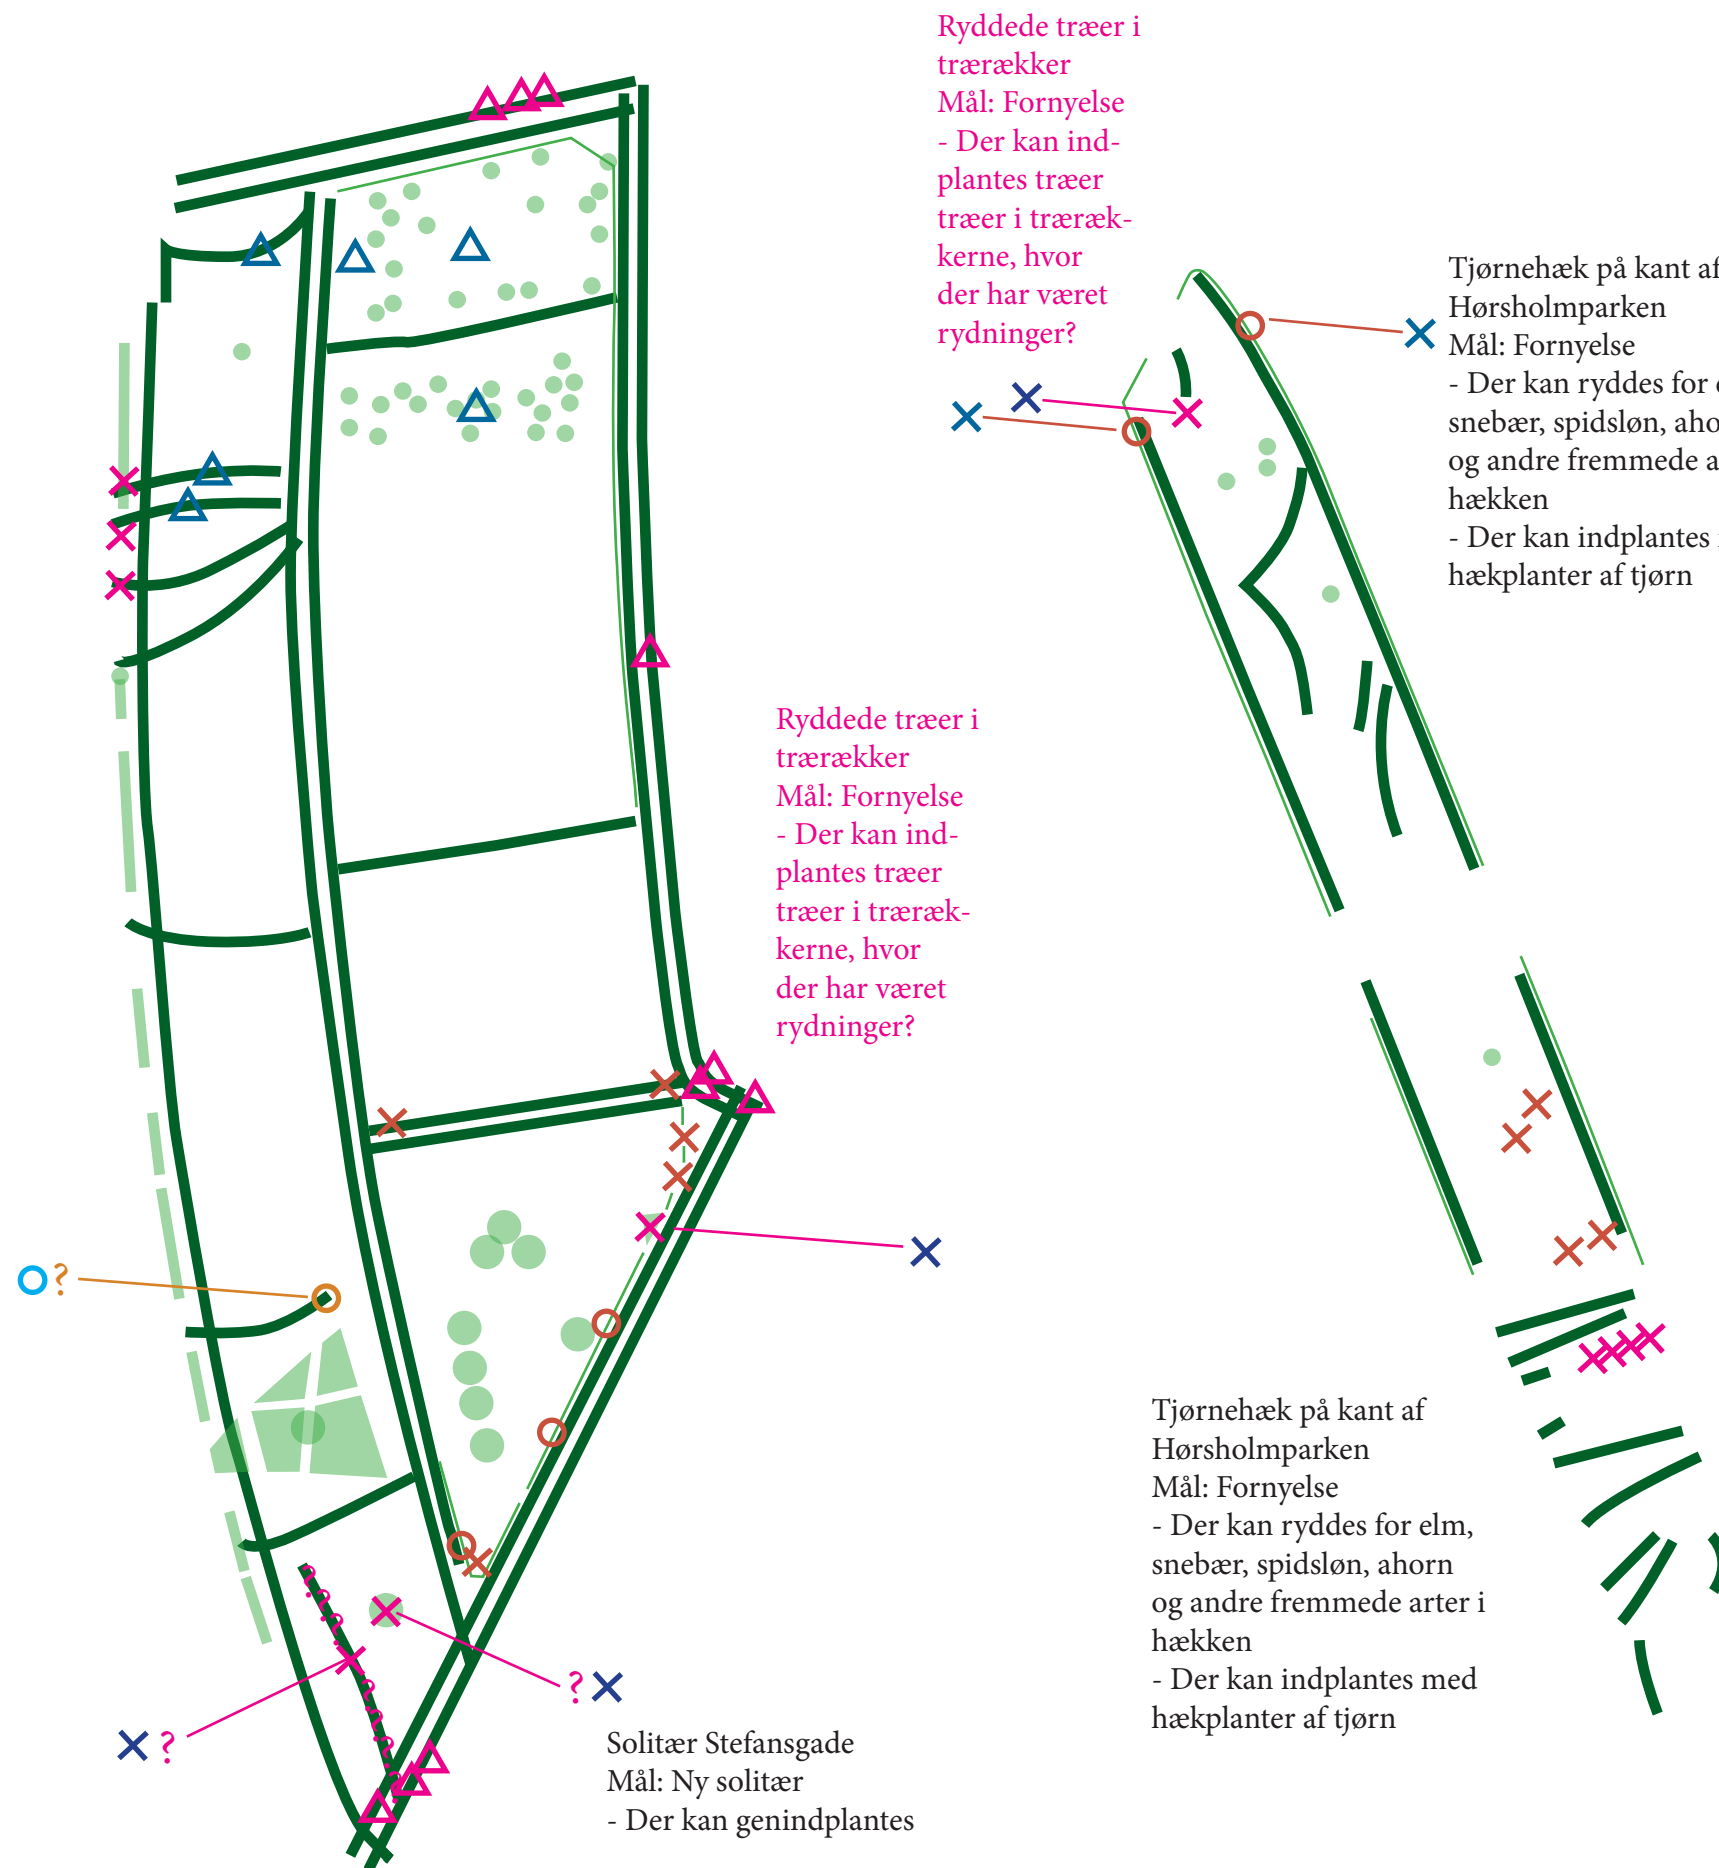 Ryddede træer i
trærækker
Mål: Fornyelse
- Der kan ind-
plantes træer
træer i træræk-
kerne, hvor
der har været
rydninger?
Tjørnehæk på kant af
Hørsholmparken
Mål: Fornyelse
- Der kan ryddes for
snebær, spidsløn,
og andre fremmede
hækken
- Der kan indplantes
hækplanter af tjørn
Ryddede træer i
trærækker
Mål: Fornyelse
- Der kan ind-
plantes træer
træer i træræk-
kerne, hvor
der har været
rydninger?
?
Tjørnehæk på kant af
Hørsholmparken
Mål: Fornyelse
- Der kan ryddes for elm,
snebær, spidsløn, ahorn
og andre fremmede arter i
hækken
- Der kan indplantes med
hækplanter af tjørn
?
?
Solitær Stefansgade
Mål: Ny solitær
- Der kan genindplantes